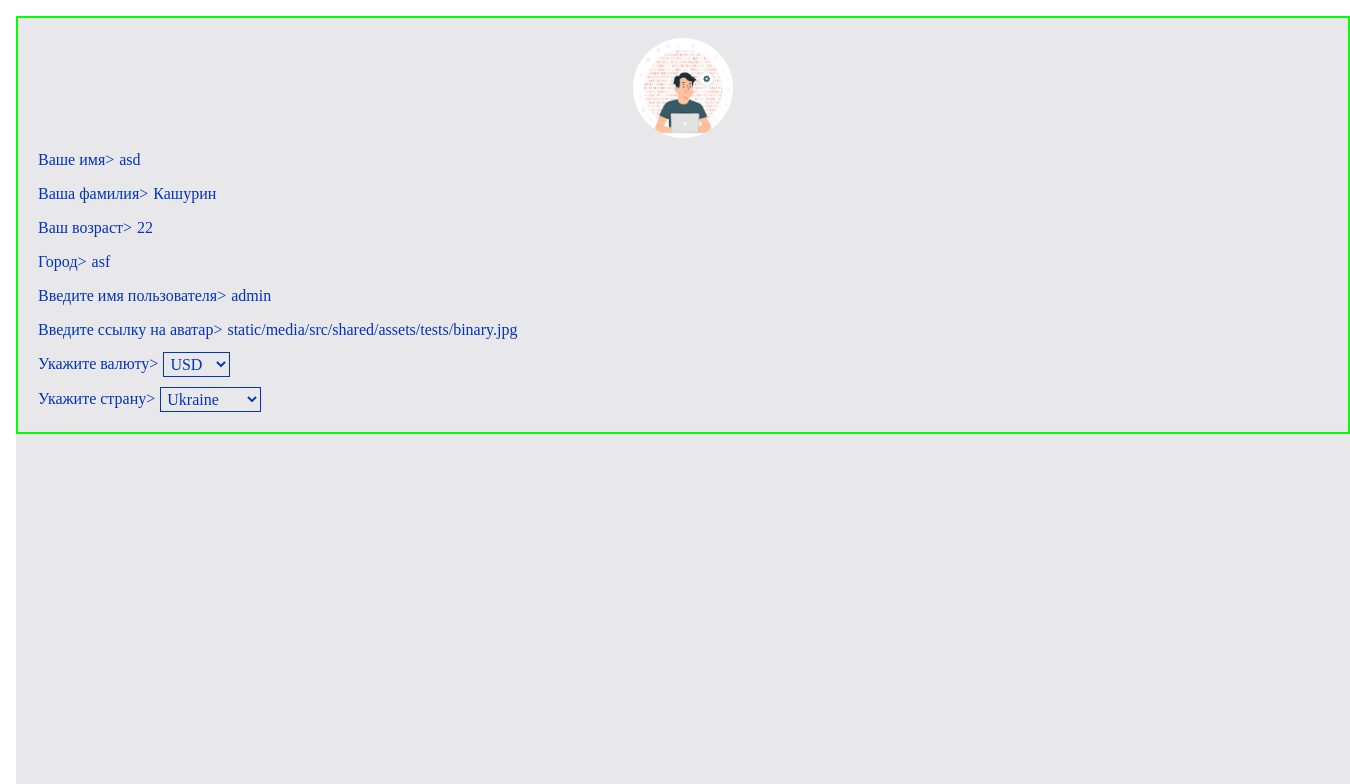 Ваше имя> asd
Ваша фамилия> Кашурин
Ваш возраст> 22
Город> asf
Введите имя пользователя> admin
Введите ссылку на аватар> static/media/src/shared/assets/tests/binary.jpg
Укажите валюту> USD
Укажите страну> Ukraine